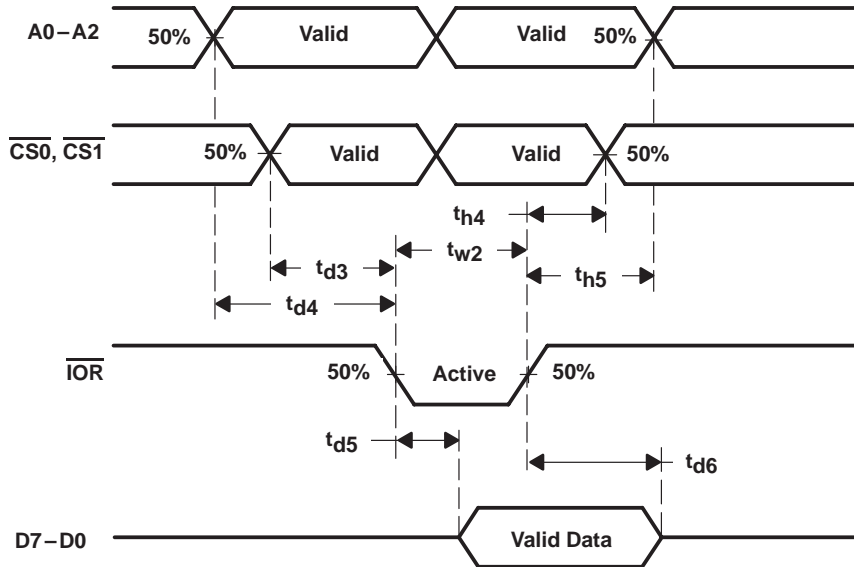 A0–A2
50%
Valid
Valid
50%
CS0, CS1
50%
Valid
Valid
50%
th4
tw2
td3
th5
td4
IOR
50%
Active
50%
td5
td6
D7–D0
Valid Data